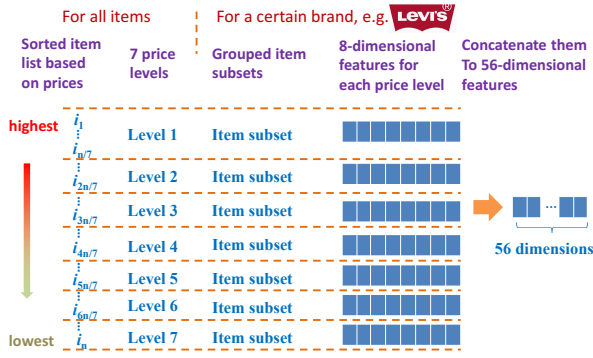 For all items
For a certain brand, e.g. LEVI'S®
Sorted item
list based
on prices
7 price
levels
Grouped item
subsets
8-dimensional
features for
each price level
Concatenate them
To 56-dimensional
features
highest
i1
⋮
in/7
Level 1
Item subset
⋮
i2n/7
Level 2
Item subset
⋮
i3n/7
Level 3
Item subset
...
56 dimensions
⋮
i4n/7
Level 4
Item subset
⋮
i5n/7
Level 5
Item subset
⋮
i6n/7
Level 6
Item subset
lowest
⋮
in
Level 7
Item subset